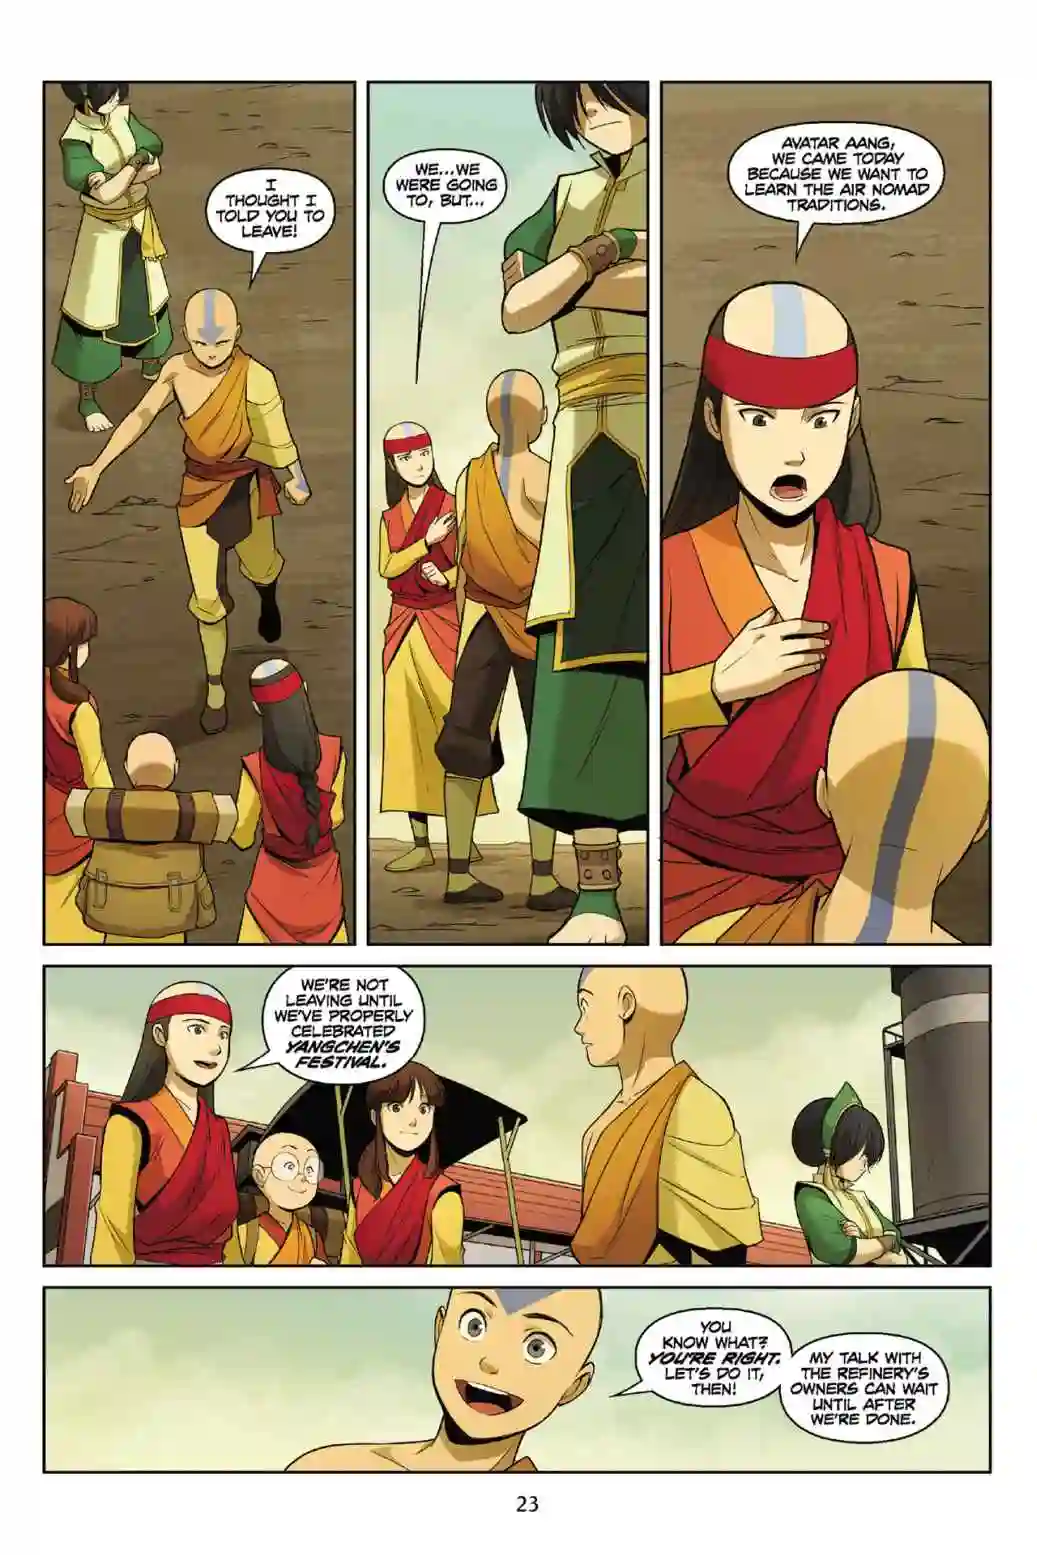 I
THOUGHT I
TOLD YOU TO
LEAVE!
WE...WE
WERE GOING
TO, BUT...
AVATAR AANG,
WE CAME TODAY
BECAUSE WE WANT TO
LEARN THE AIR NOMAD
TRADITIONS.
WE'RE NOT
LEAVING UNTIL
WE'VE PROPERLY
CELEBRATED
YANGCHEN'S
FESTIVAL.
YOU
KNOW WHAT?
YOU'RE RIGHT.
LET'S DO IT,
THEN!
MY TALK WITH
THE REFINERY'S
OWNERS CAN WAIT
UNTIL AFTER
WE'RE DONE.
23